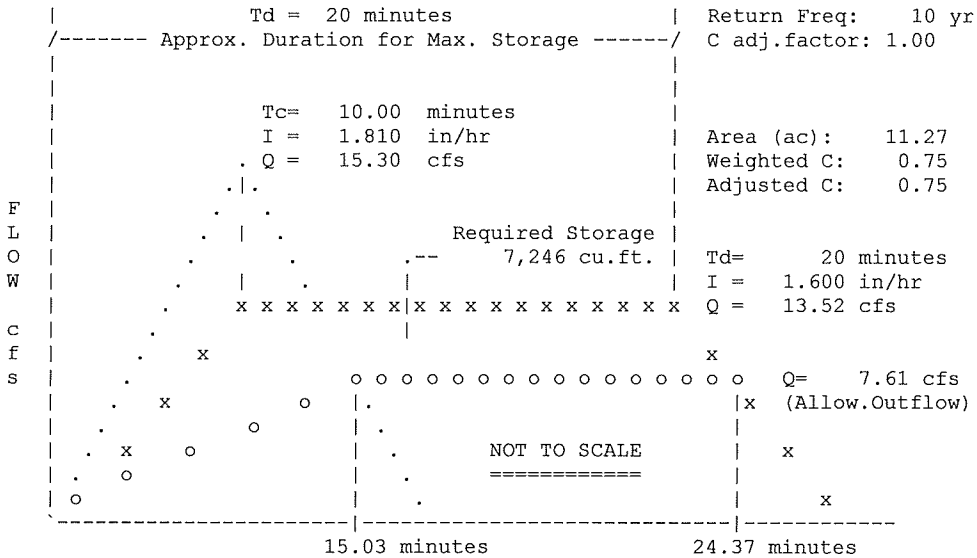 Td = 20 minutes
Return Freq: 10 yr
/------- Approx. Duration for Max. Storage ------/
C adj.factor: 1.00
Tc= 10.00 minutes
I = 1.810 in/hr
Q = 15.30 cfs
Area (ac): 11.27
Weighted C: 0.75
Adjusted C: 0.75
FLOW cfs
Required Storage
7,246 cu.ft.
Td= 20 minutes
I = 1.600 in/hr
Q = 13.52 cfs
x x x x x x x x x x x x x x x x x x
x x
o o o o o o o o o o o o o o o o
Q= 7.61 cfs
x o x
(Allow.Outflow)
o
x o
NOT TO SCALE
x
o
============
o
x
15.03 minutes
24.37 minutes